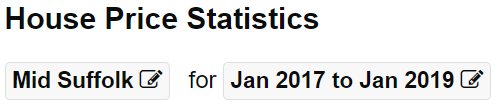 House Price Statistics
Mid Suffolk for Jan 2017 to Jan 2019